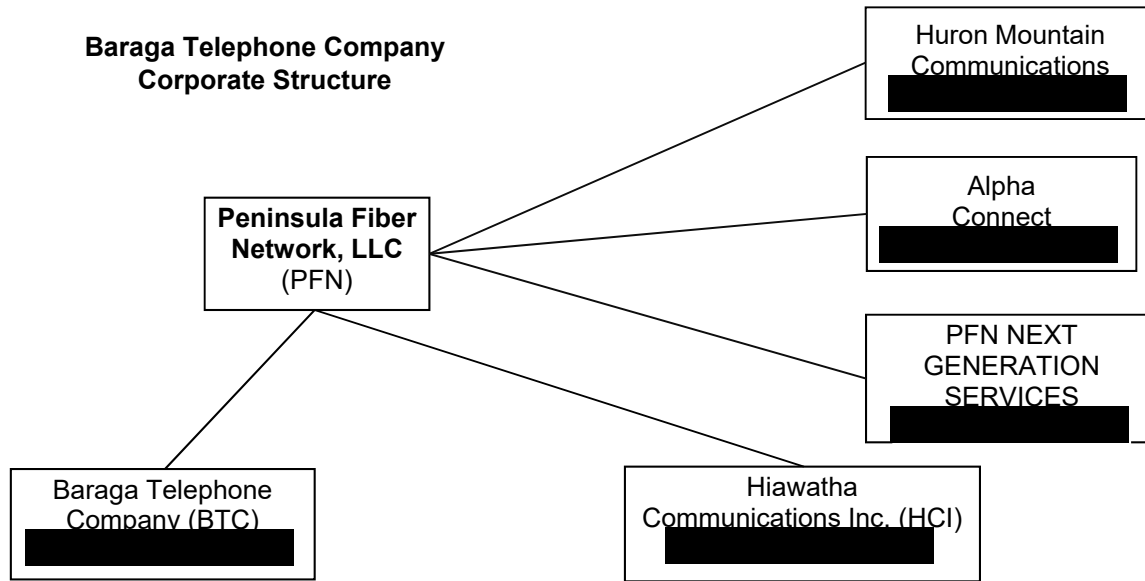 Baraga Telephone Company
Corporate Structure
Huron Mountain
Communications
Alpha
Connect
Peninsula Fiber
Network, LLC
(PFN)
PFN NEXT
GENERATION
SERVICES
Baraga Telephone
Company (BTC)
Hiawatha
Communications Inc. (HCI)